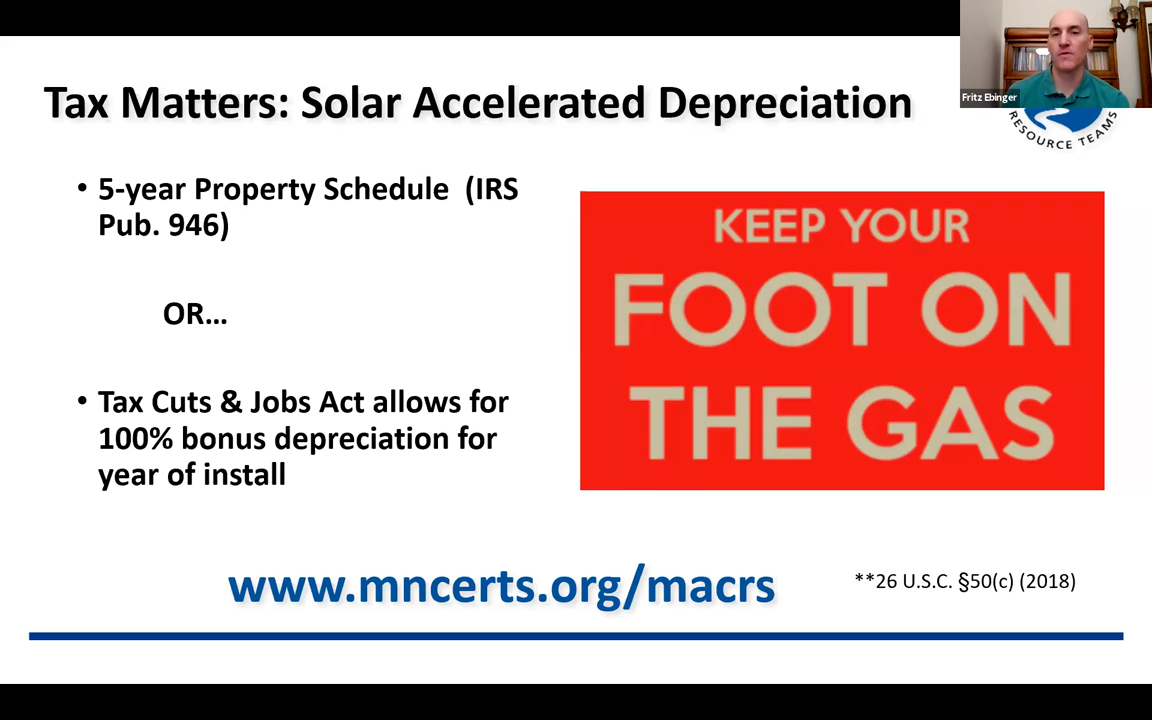 Tax Matters: Solar Accelerated Depreciation
Fritz Ebinger
RESOURCE TEAMS
• 5-year Property Schedule  (IRS
Pub. 946)
OR…
• Tax Cuts & Jobs Act allows for
100% bonus depreciation for
year of install
KEEP YOUR
FOOT ON
THE GAS
www.mncerts.org/macrs
**26 U.S.C. §50(c) (2018)